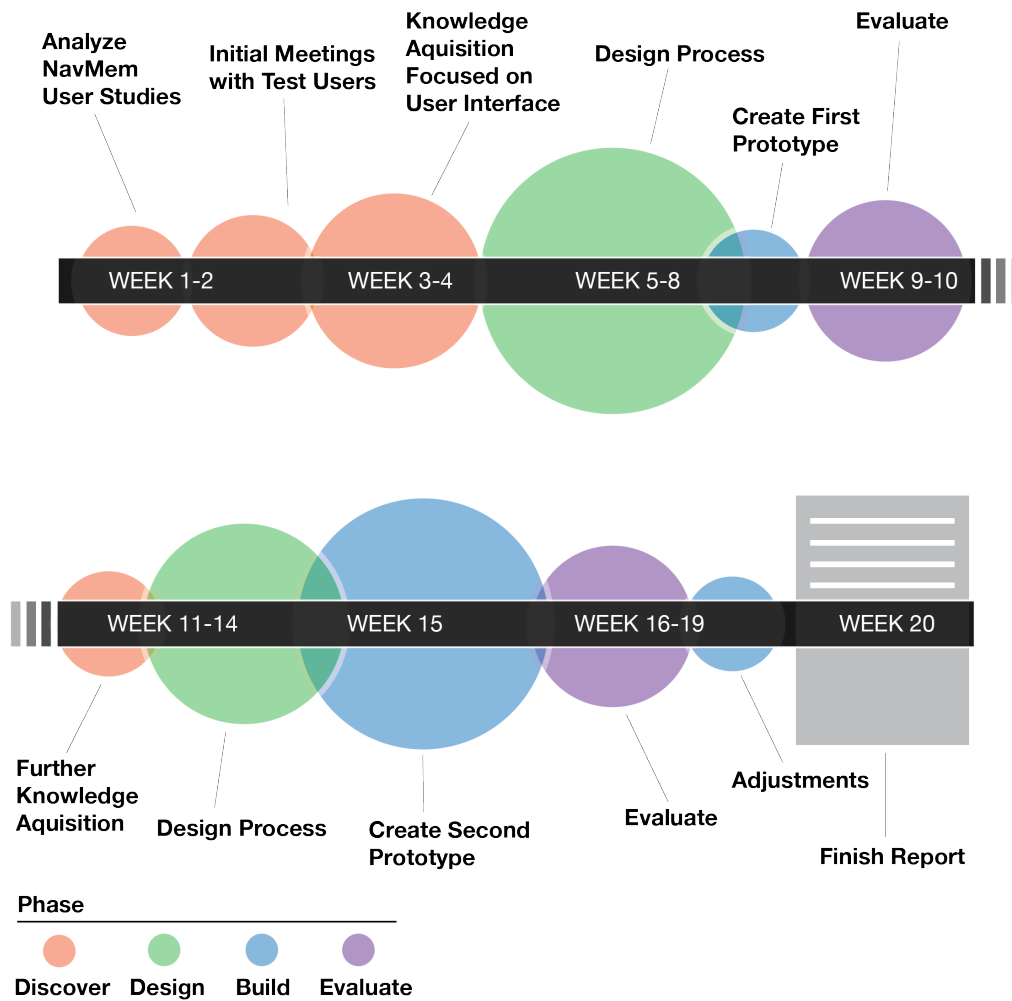 Analyze
NavMem
User Studies
Initial Meetings
with Test Users
Knowledge
Aquisition
Focused on
User Interface
Design Process
Create First
Prototype
Evaluate
WEEK 1-2
WEEK 3-4
WEEK 5-8
WEEK 9-10
WEEK 11-14
WEEK 15
WEEK 16-19
WEEK 20
Further
Knowledge
Aquisition
Design Process
Create Second
Prototype
Evaluate
Adjustments
Finish Report
Phase
Discover
Design
Build
Evaluate